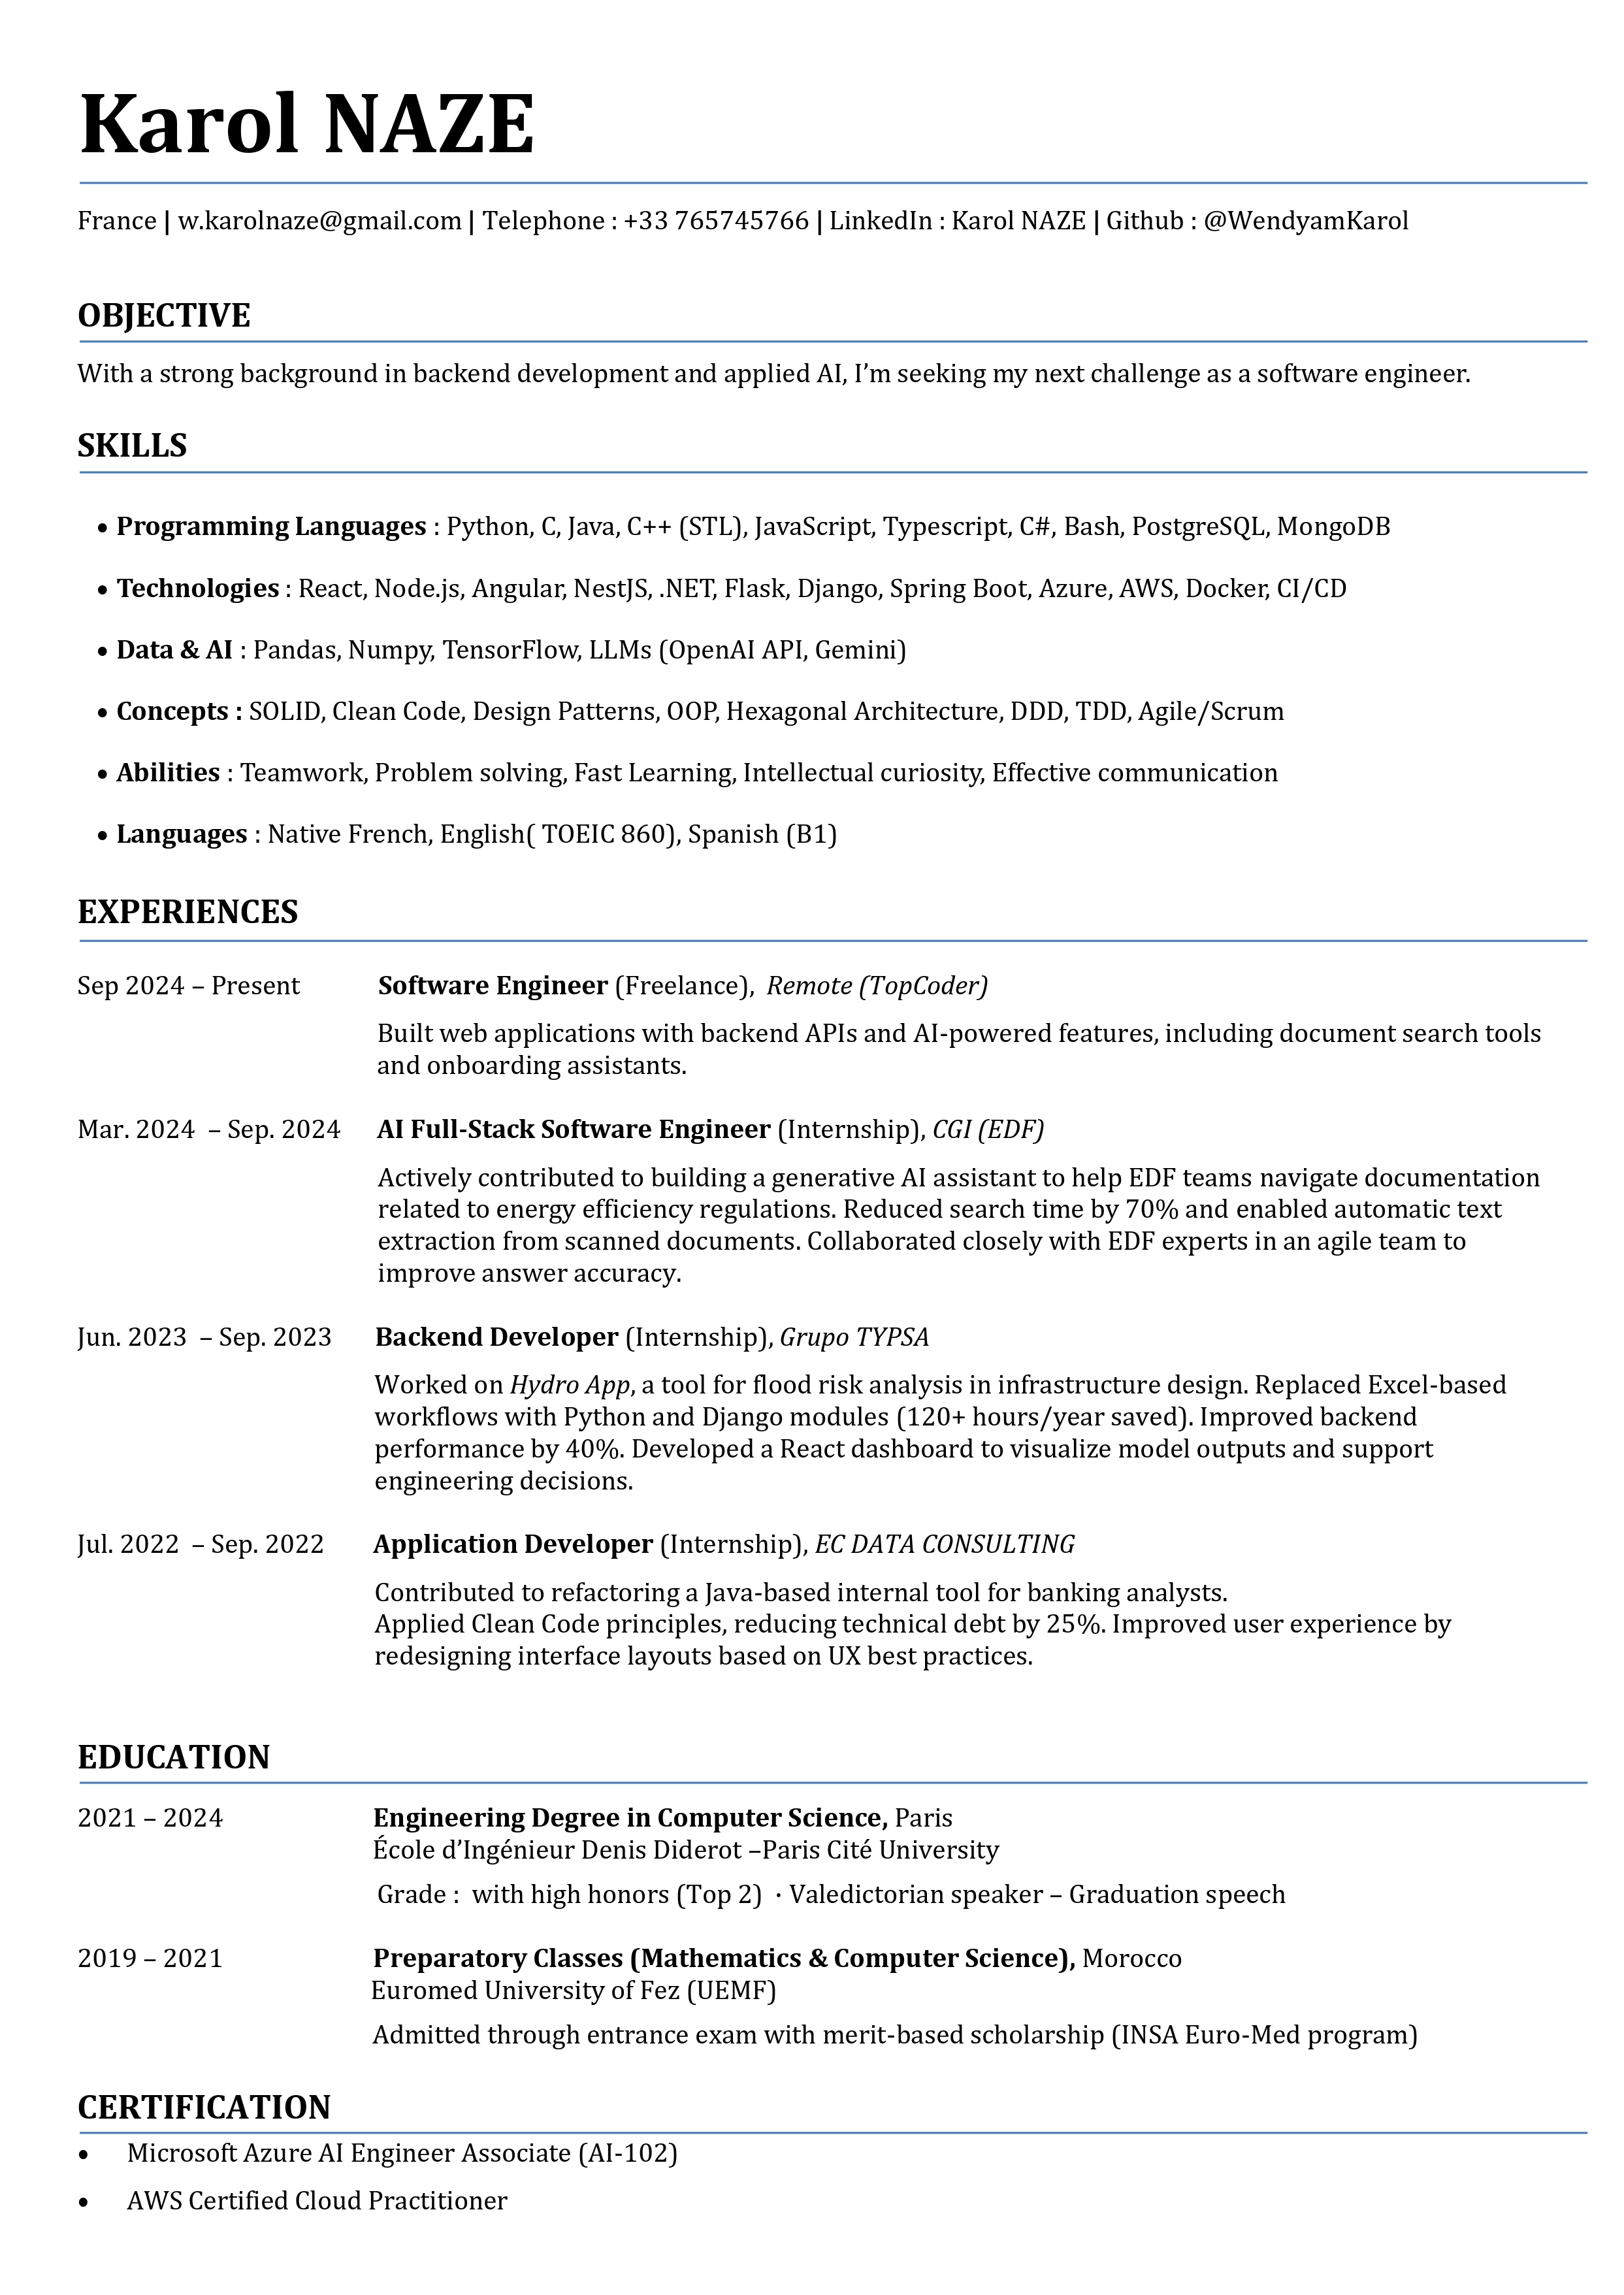 Karol NAZE
France | w.karolnaze@gmail.com | Telephone : +33 765745766 | LinkedIn : Karol NAZE | Github : @WendyamKarol
OBJECTIVE
With a strong background in backend development and applied AI, I’m seeking my next challenge as a software engineer.
SKILLS
• Programming Languages : Python, C, Java, C++ (STL), JavaScript, Typescript, C#, Bash, PostgreSQL, MongoDB
• Technologies : React, Node.js, Angular, NestJS, .NET, Flask, Django, Spring Boot, Azure, AWS, Docker, CI/CD
• Data & AI : Pandas, Numpy, TensorFlow, LLMs (OpenAI API, Gemini)
• Concepts : SOLID, Clean Code, Design Patterns, OOP, Hexagonal Architecture, DDD, TDD, Agile/Scrum
• Abilities : Teamwork, Problem solving, Fast Learning, Intellectual curiosity, Effective communication
• Languages : Native French, English( TOEIC 860), Spanish (B1)
EXPERIENCES
Sep 2024 – Present Software Engineer (Freelance), Remote (TopCoder)
Built web applications with backend APIs and AI-powered features, including document search tools
and onboarding assistants.
Mar. 2024 – Sep. 2024 AI Full-Stack Software Engineer (Internship), CGI (EDF)
Actively contributed to building a generative AI assistant to help EDF teams navigate documentation
related to energy efficiency regulations. Reduced search time by 70% and enabled automatic text
extraction from scanned documents. Collaborated closely with EDF experts in an agile team to
improve answer accuracy.
Jun. 2023 – Sep. 2023 Backend Developer (Internship), Grupo TYPSA
Worked on Hydro App, a tool for flood risk analysis in infrastructure design. Replaced Excel-based
workflows with Python and Django modules (120+ hours/year saved). Improved backend
performance by 40%. Developed a React dashboard to visualize model outputs and support
engineering decisions.
Jul. 2022 – Sep. 2022 Application Developer (Internship), EC DATA CONSULTING
Contributed to refactoring a Java-based internal tool for banking analysts.
Applied Clean Code principles, reducing technical debt by 25%. Improved user experience by
redesigning interface layouts based on UX best practices.
EDUCATION
2021 – 2024 Engineering Degree in Computer Science, Paris
École d’Ingénieur Denis Diderot –Paris Cité University
Grade : with high honors (Top 2) · Valedictorian speaker – Graduation speech
2019 – 2021 Preparatory Classes (Mathematics & Computer Science), Morocco
Euromed University of Fez (UEMF)
Admitted through entrance exam with merit-based scholarship (INSA Euro-Med program)
CERTIFICATION
• Microsoft Azure AI Engineer Associate (AI-102)
• AWS Certified Cloud Practitioner